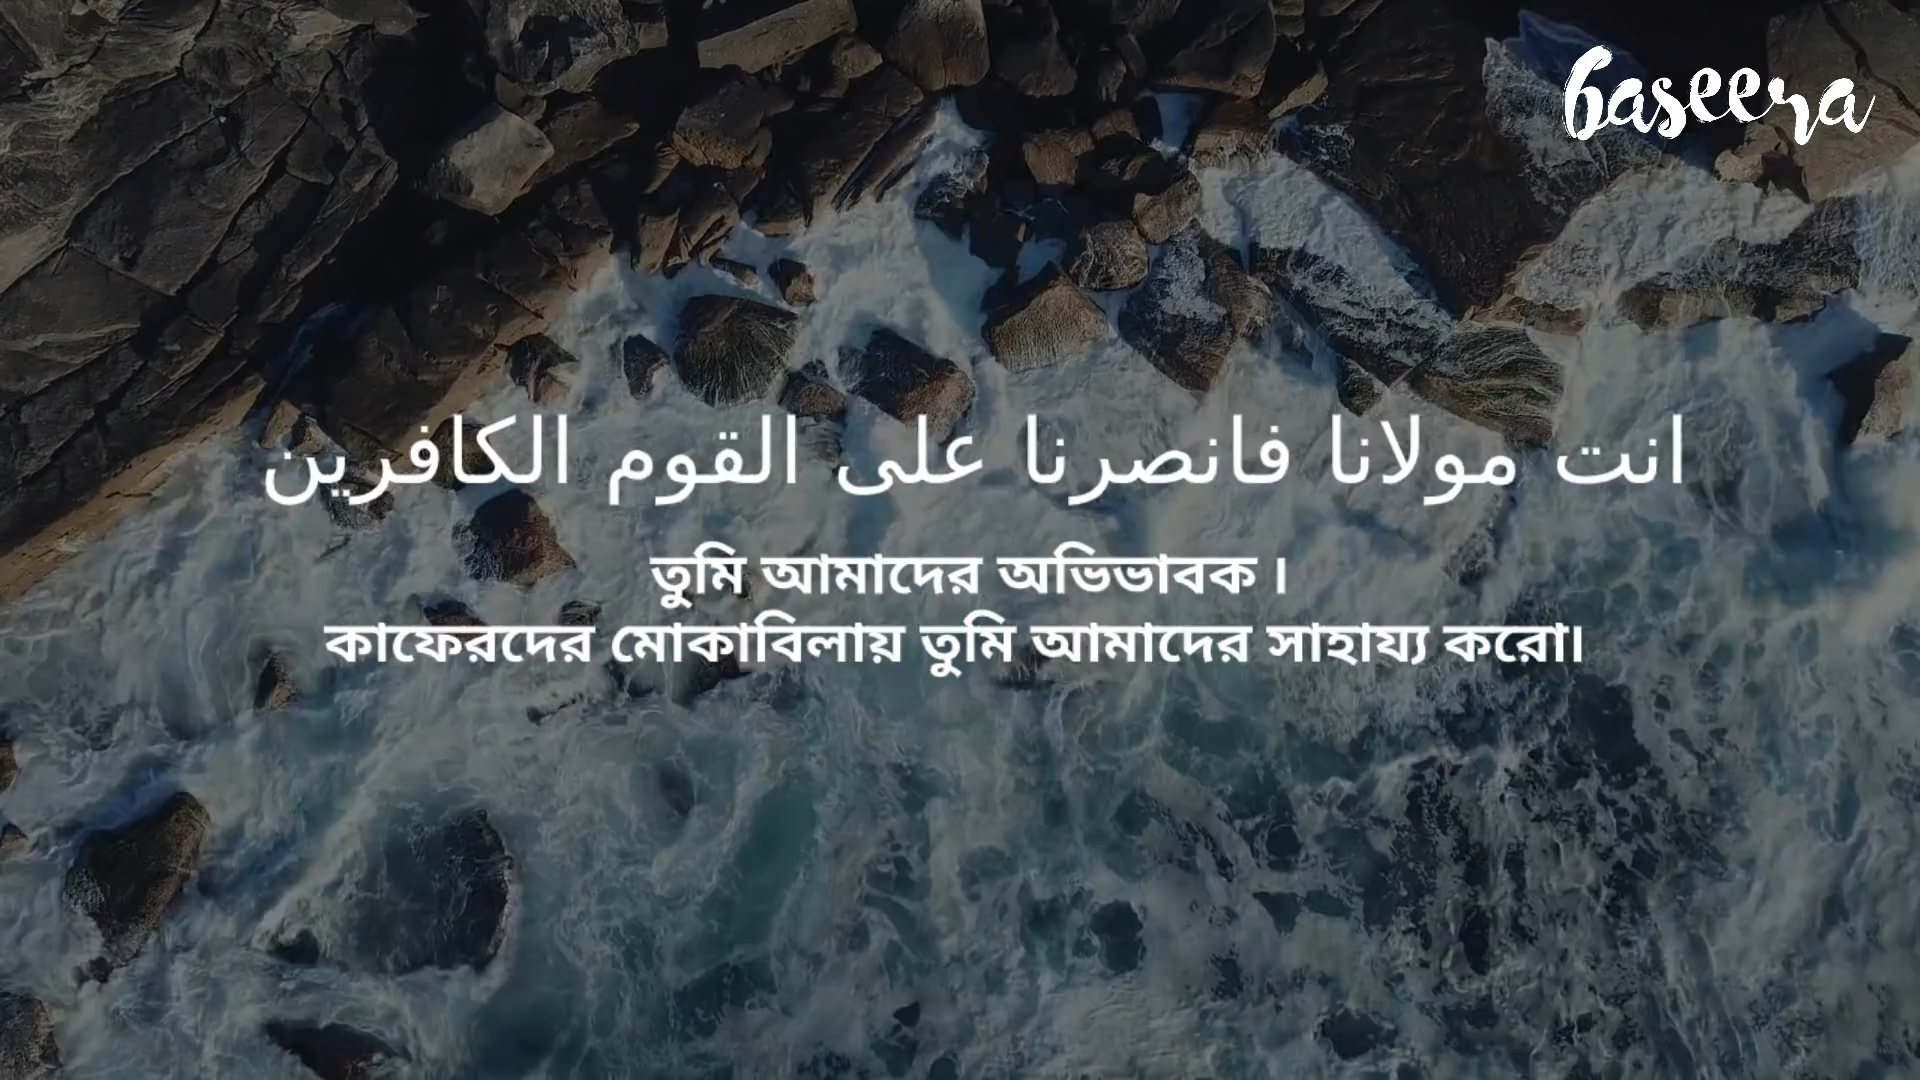 baseera
انت مولانا فانصرنا على القوم الكافرين
তুমি আমাদের অভিভাবক ।
কাফেরদের মোকাবিলায় তুমি আমাদের সাহায্য করো।